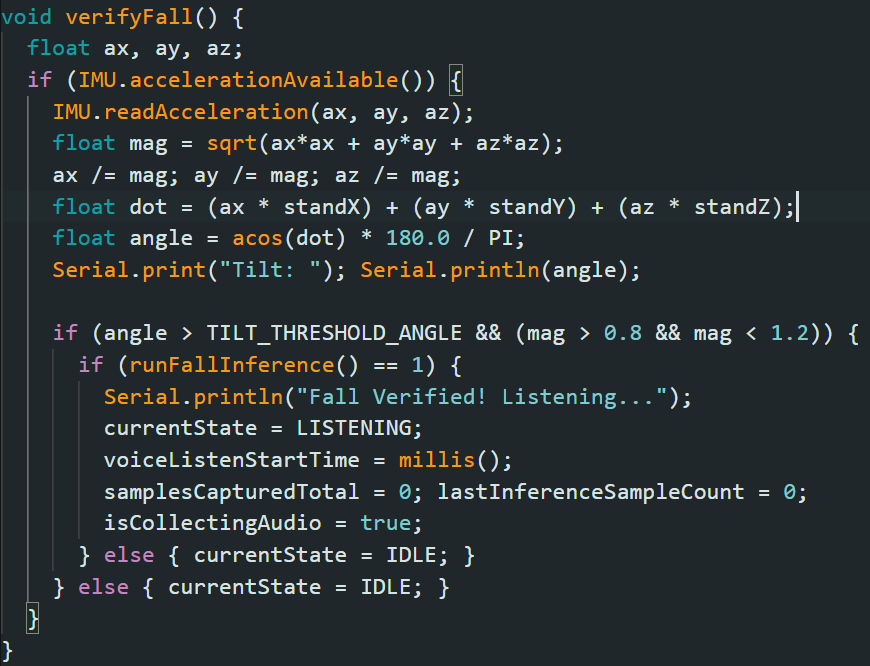 void verifyFall() {
  float ax, ay, az;
  if (IMU.accelerationAvailable()) {
    IMU.readAcceleration(ax, ay, az);
    float mag = sqrt(ax*ax + ay*ay + az*az);
    ax /= mag; ay /= mag; az /= mag;
    float dot = (ax * standX) + (ay * standY) + (az * standZ);
    float angle = acos(dot) * 180.0 / PI;
    Serial.print("Tilt: "); Serial.println(angle);

    if (angle > TILT_THRESHOLD_ANGLE && (mag > 0.8 && mag < 1.2)) {
      if (runFallInference() == 1) {
        Serial.println("Fall Verified! Listening...");
        currentState = LISTENING;
        voiceListenStartTime = millis();
        samplesCapturedTotal = 0; lastInferenceSampleCount = 0;
        isCollectingAudio = true;
      } else { currentState = IDLE; }
    } else { currentState = IDLE; }
  }
}